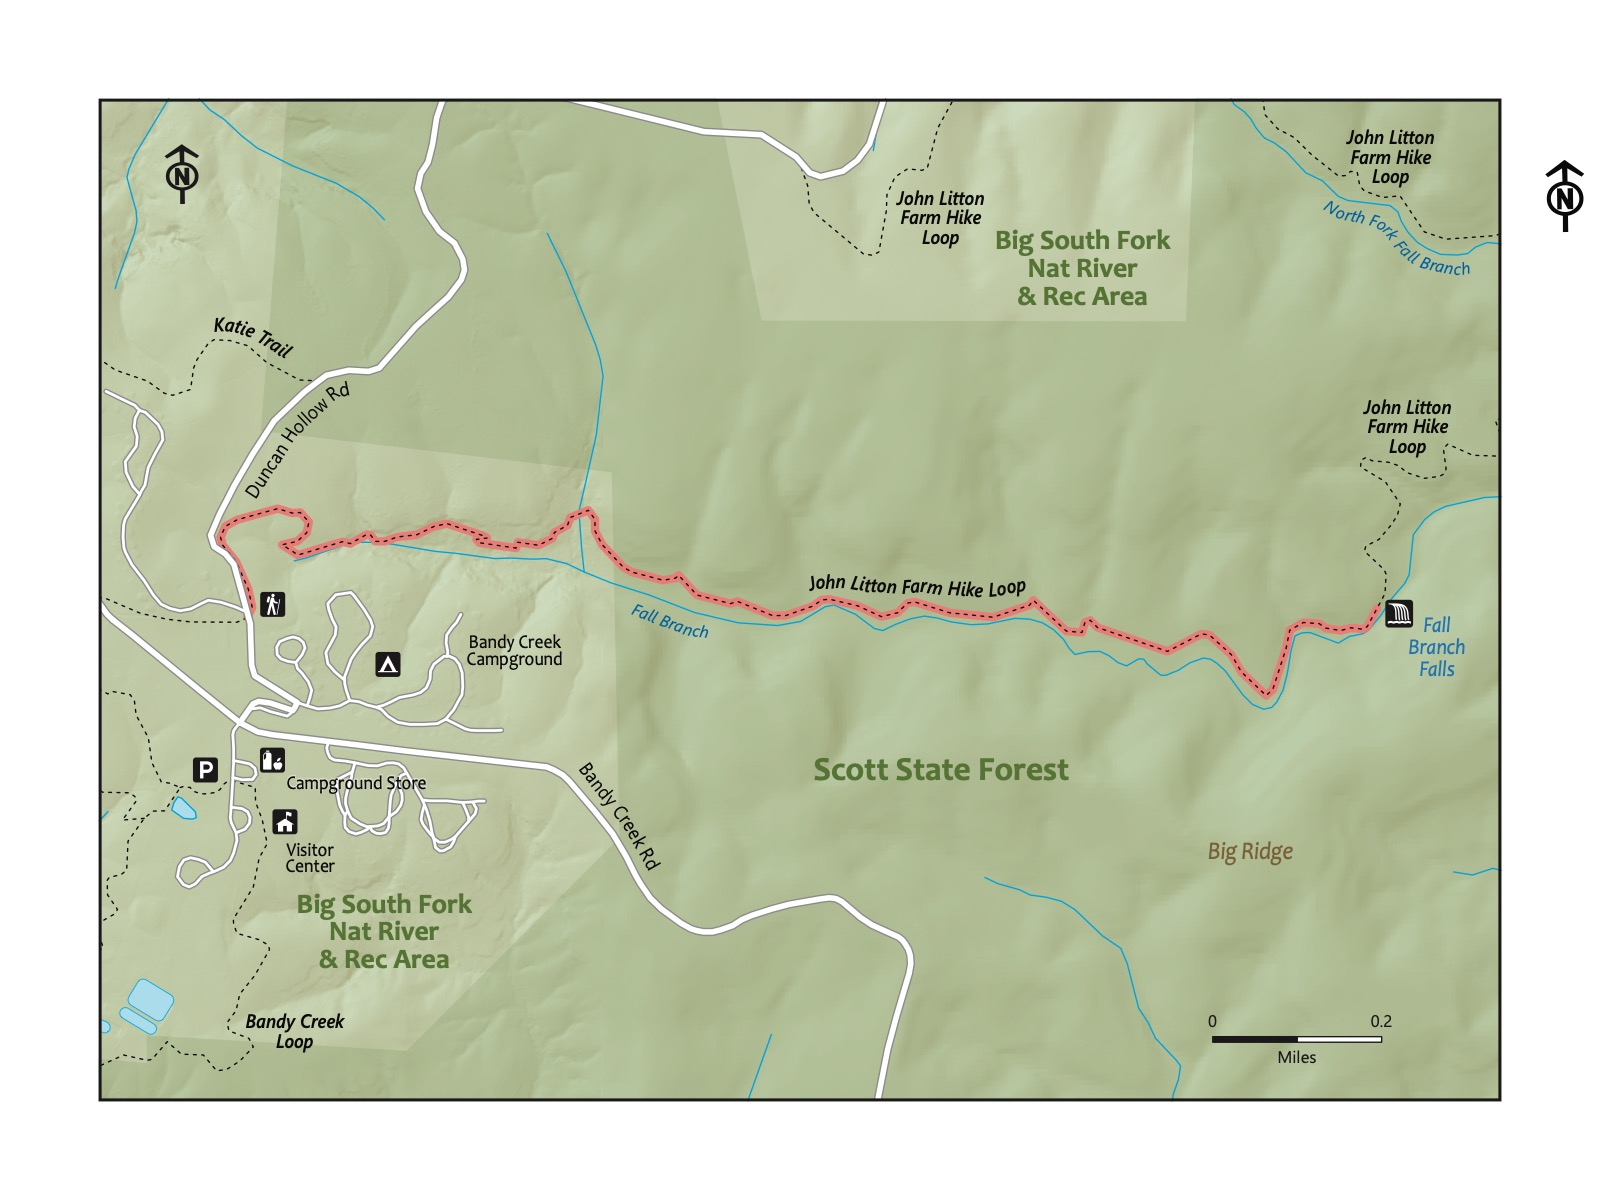 John Litton
Farm Hike
Loop
N
N
John Litton
Farm Hike
Loop
North Fork Fall Branch
Big South Fork
Nat River
& Rec Area
Katie Trail
Duncan Hollow Rd
John Litton
Farm Hike
Loop
John Litton Farm Hike Loop
Fall Branch
Fall
Branch
Falls
Bandy Creek
Campground
P
Campground Store
Scott State Forest
Bandy Creek Rd
Visitor
Center
Big Ridge
Big South Fork
Nat River
& Rec Area
Bandy Creek
Loop
0 0.2
Miles